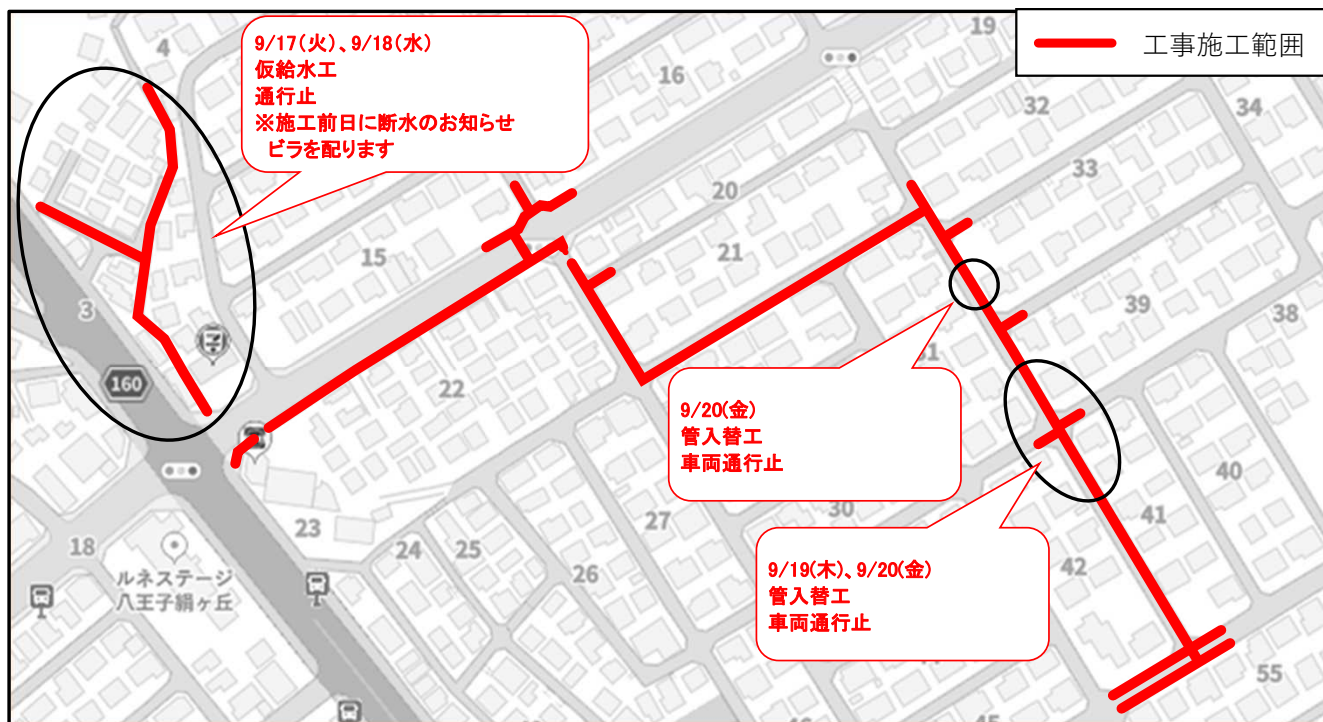 工事施工範囲
9/17(火)、9/18(水)
仮給水工
通行止
※施工前日に断水のお知らせ
ビラを配ります
4
19
16
32
34
33
20
21
15
3
39
38
31
160
22
9/20(金)
管入替工
車両通行止
40
41
30
27
23
24
25
26
18
42
9/19(木)、9/20(金)
管入替工
車両通行止
ルネステージ
八王子絹ヶ丘
55
45